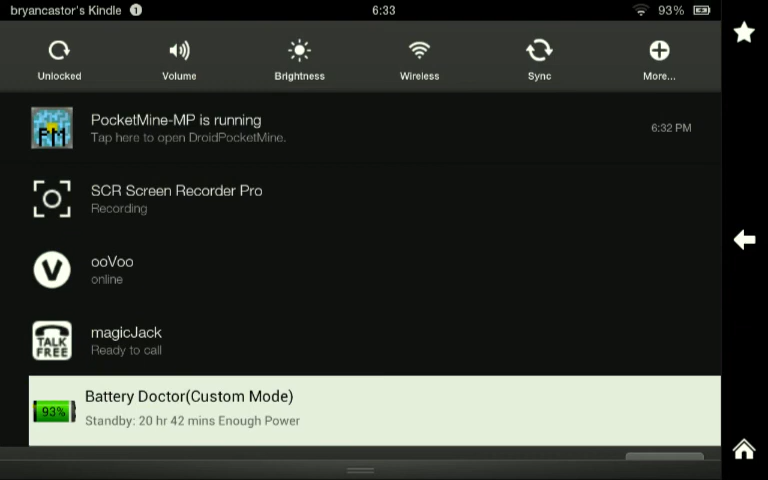 bryancastor's Kindle 1 6:33 93%
Unlocked Volume Brightness Wireless Sync More...
PocketMine-MP is running
Tap here to open DroidPocketMine.
6:32 PM
PM
SCR Screen Recorder Pro
Recording
V
ooVoo
online
TALK
FREE
magicJack
Ready to call
93%
Battery Doctor(Custom Mode)
Standby: 20 hr 42 mins Enough Power